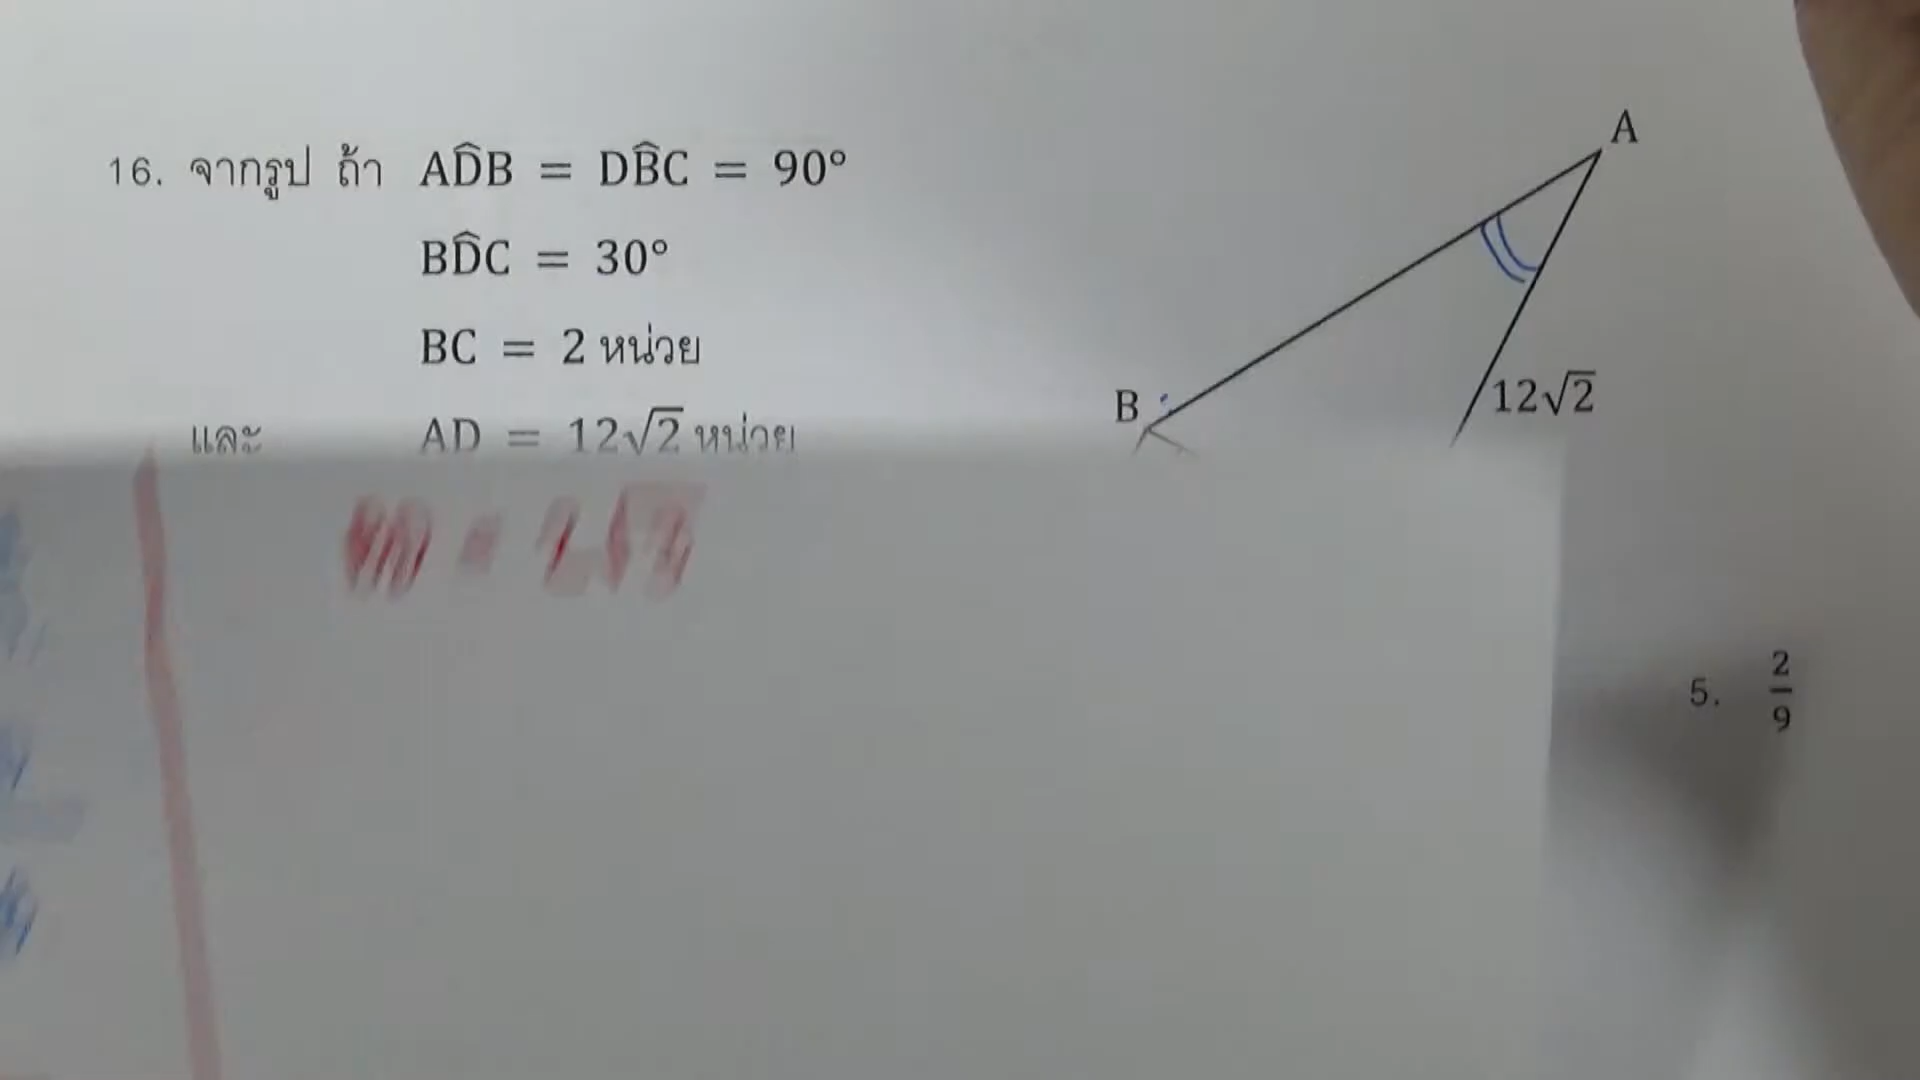 16. จากรูป ถ้า AD̂B = DB̂C = 90°
BD̂C = 30°
BC = 2 หน่วย
และ AD = 12√2 หน่วย
A
B
12√2
5. 2/9